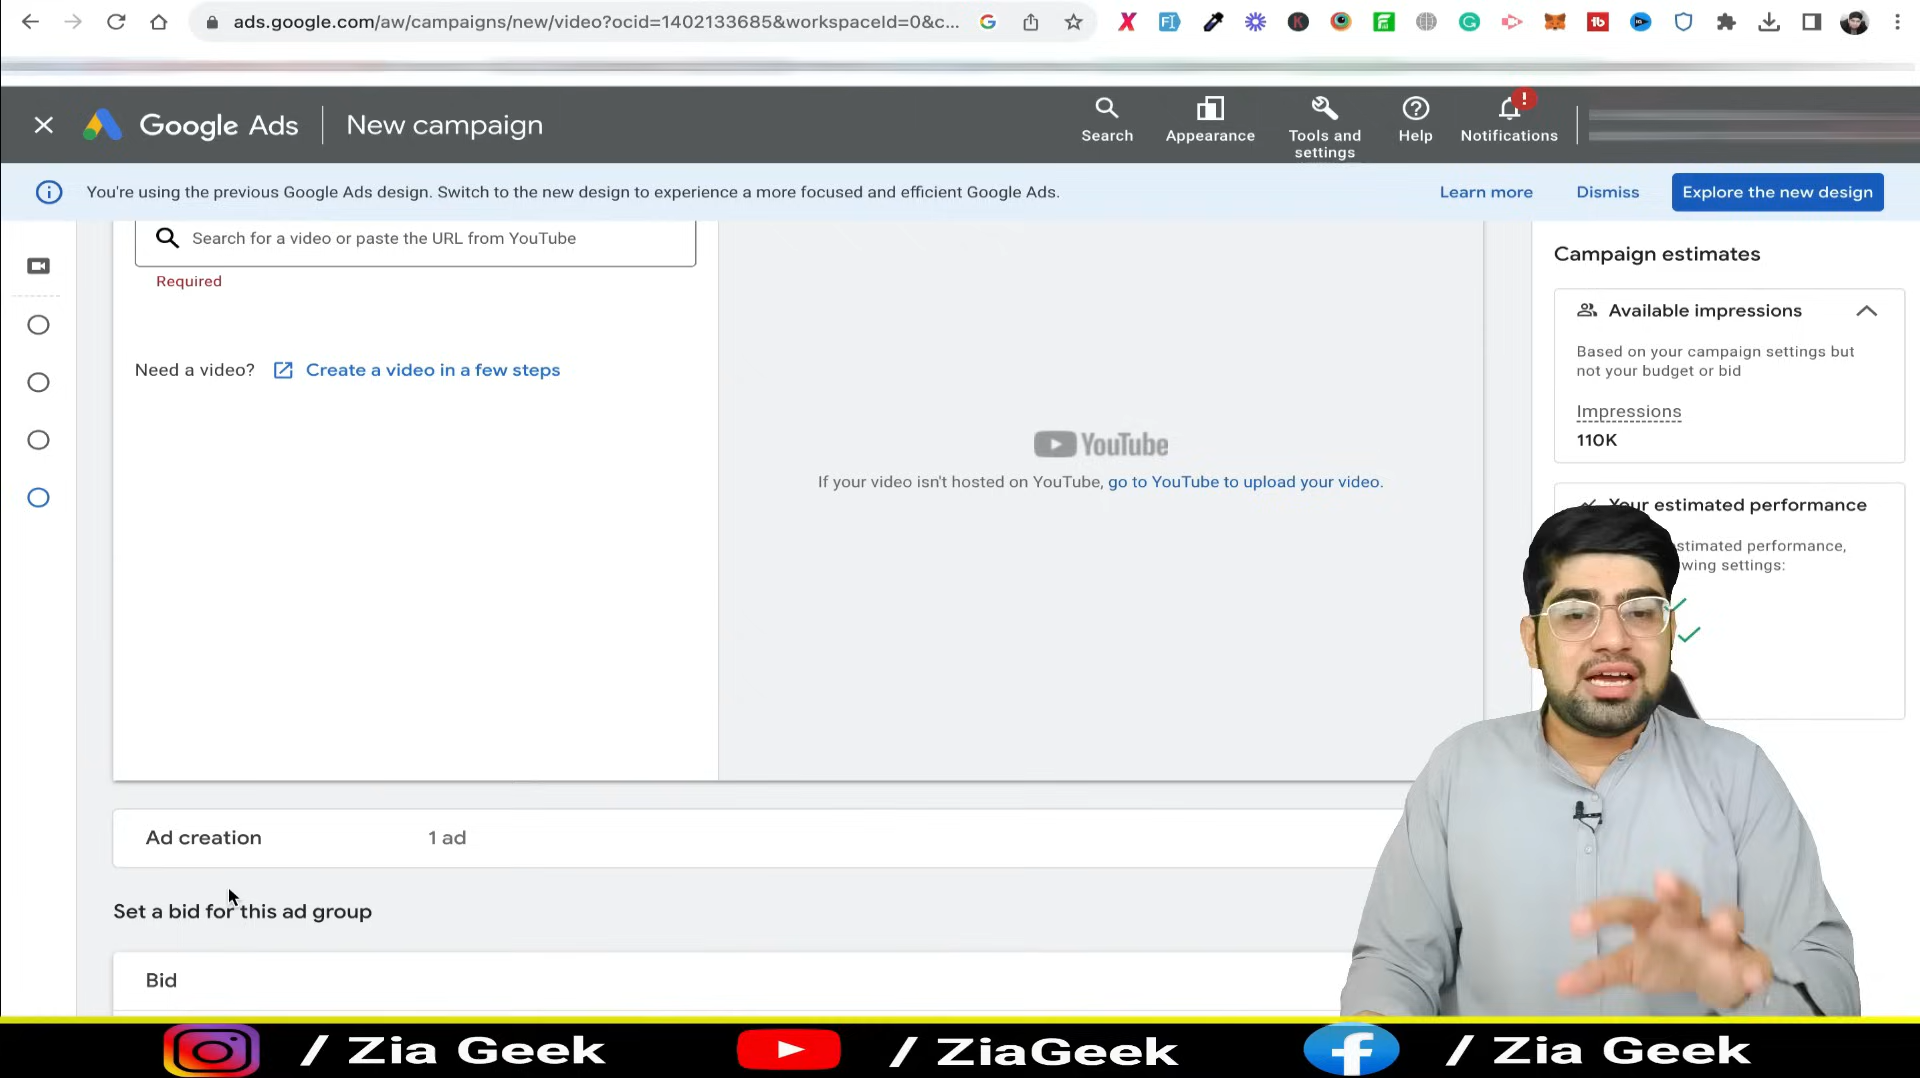 ads.google.com/aw/campaigns/new/video?ocid=1402133685&workspaceId=0&c...
Google Ads
New campaign
Search
Appearance
Tools and
settings
Help
Notifications
You're using the previous Google Ads design. Switch to the new design to experience a more focused and efficient Google Ads.
Learn more
Dismiss
Explore the new design
Search for a video or paste the URL from YouTube
Required
Need a video?
Create a video in a few steps
YouTube
If your video isn't hosted on YouTube, go to YouTube to upload your video.
Campaign estimates
Available impressions
Based on your campaign settings but
not your budget or bid
Impressions
110K
Your estimated performance
estimated performance,
settings:
Ad creation
1 ad
Set a bid for this ad group
Bid
/ Zia Geek
/ ZiaGeek
/ Zia Geek